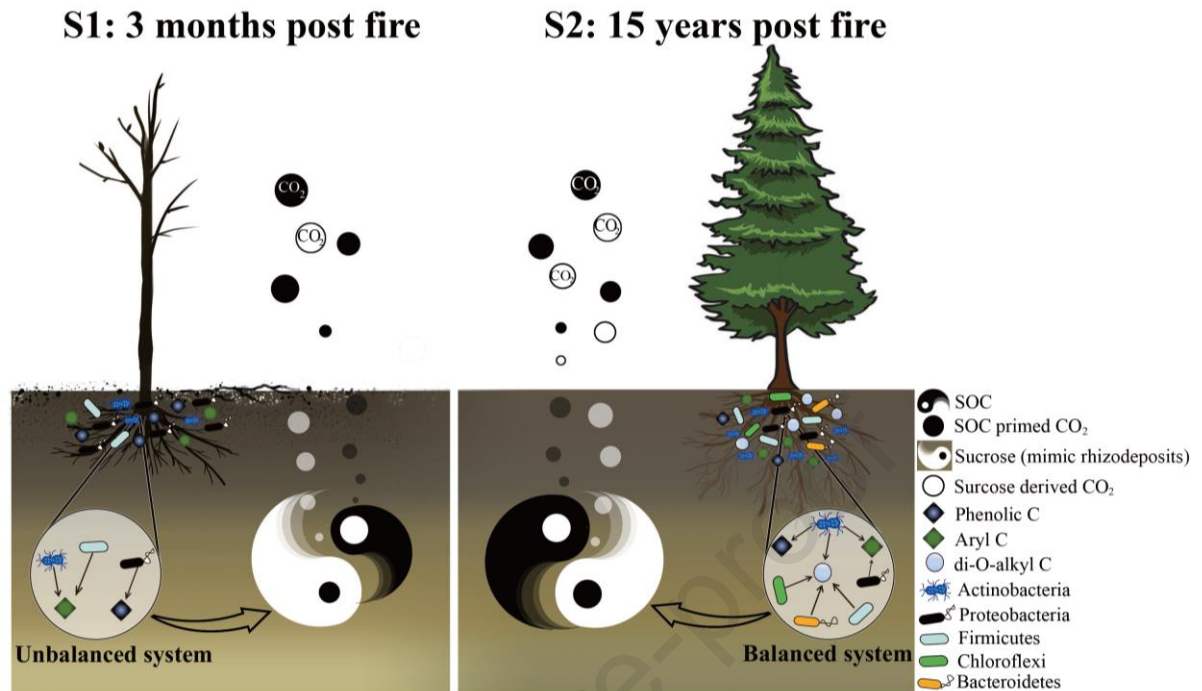 S1: 3 months post fire
S2: 15 years post fire
CO2
CO2
CO2
CO2
CO2
Unbalanced system
Balanced system
SOC
SOC primed CO2
Sucrose (mimic rhizodeposits)
Surcose derived CO2
Phenolic C
Aryl C
di-O-alkyl C
Actinobacteria
Proteobacteria
Firmicutes
Chloroflexi
Bacteroidetes